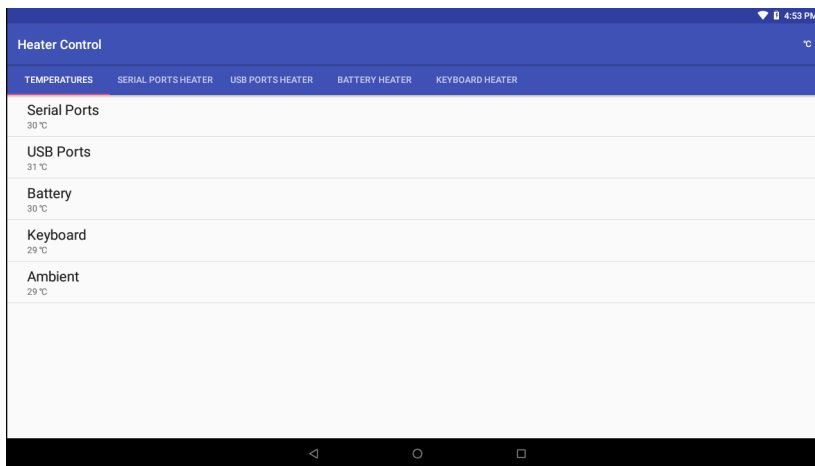 4:53 PM
Heater Control
℃
TEMPERATURES SERIAL PORTS HEATER USB PORTS HEATER BATTERY HEATER KEYBOARD HEATER
Serial Ports
30 ℃
USB Ports
31 ℃
Battery
30 ℃
Keyboard
29 ℃
Ambient
29 ℃